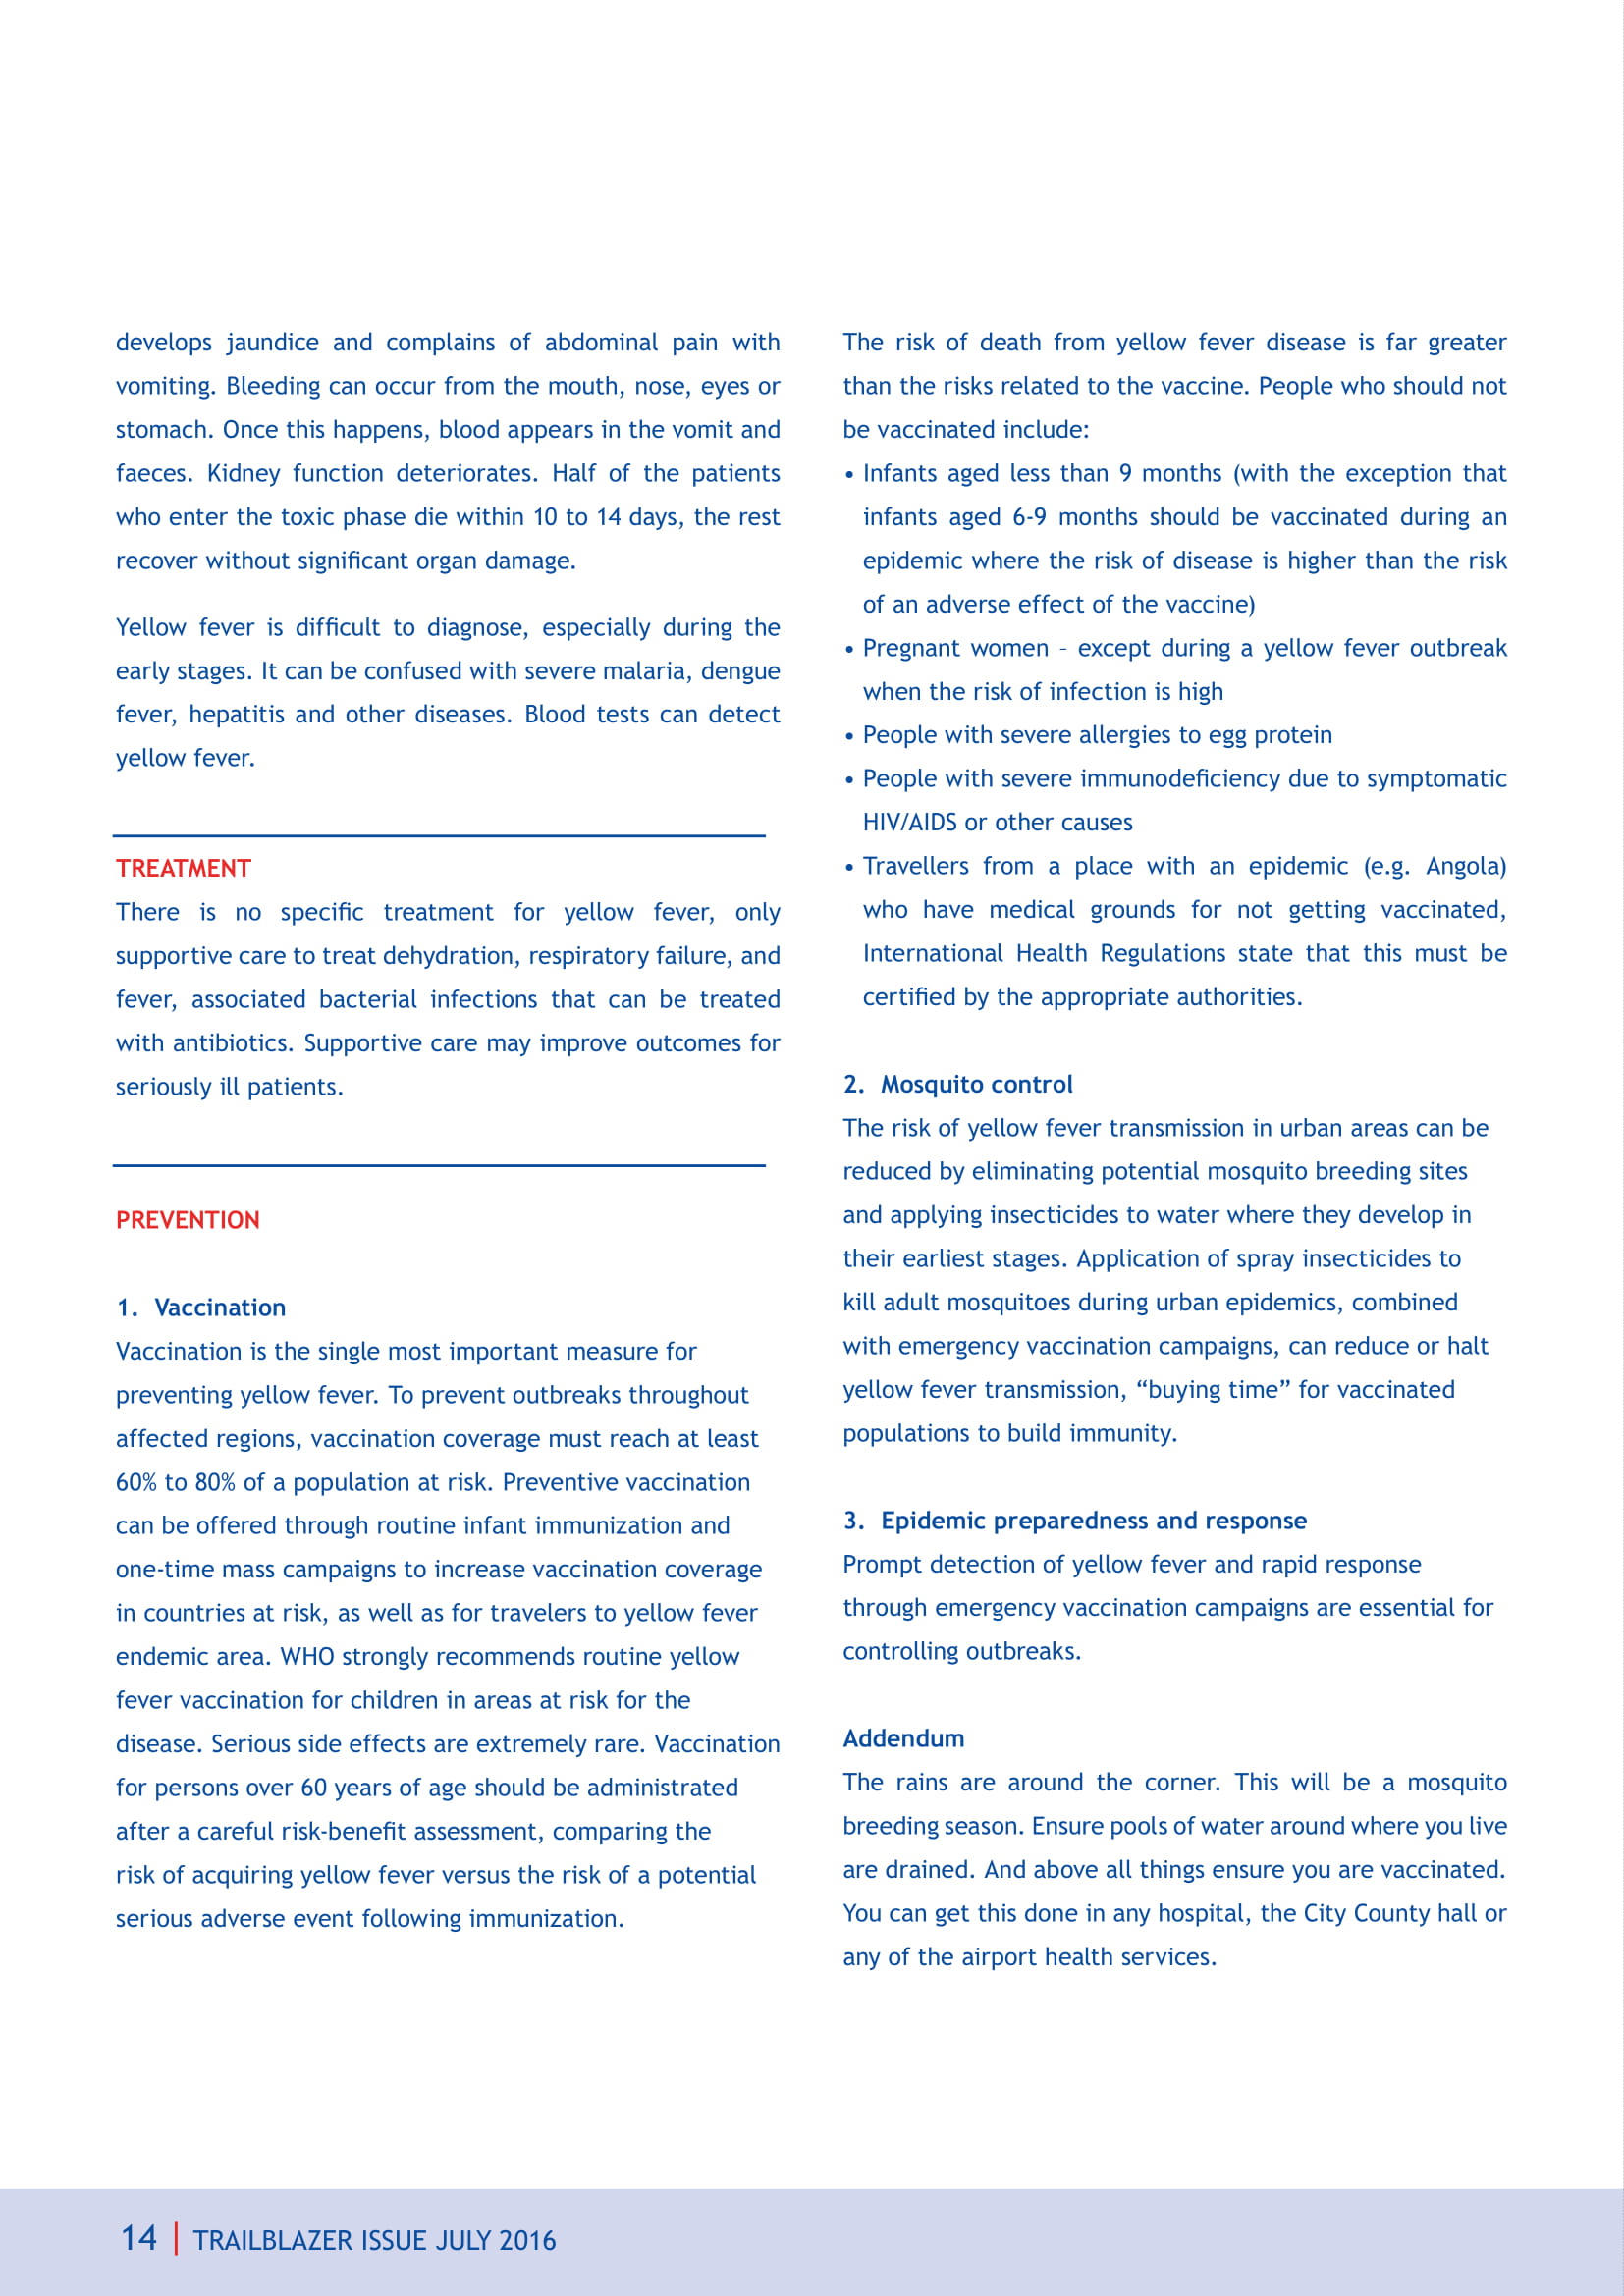 develops jaundice and complains of abdominal pain with
vomiting. Bleeding can occur from the mouth, nose, eyes or
stomach. Once this happens, blood appears in the vomit and
faeces. Kidney function deteriorates. Half of the patients
who enter the toxic phase die within 10 to 14 days, the rest
recover without significant organ damage.
Yellow fever is difficult to diagnose, especially during the
early stages. It can be confused with severe malaria, dengue
fever, hepatitis and other diseases. Blood tests can detect
yellow fever.
TREATMENT
There is no specific treatment for yellow fever, only
supportive care to treat dehydration, respiratory failure, and
fever, associated bacterial infections that can be treated
with antibiotics. Supportive care may improve outcomes for
seriously ill patients.
PREVENTION
1. Vaccination
Vaccination is the single most important measure for
preventing yellow fever. To prevent outbreaks throughout
affected regions, vaccination coverage must reach at least
60% to 80% of a population at risk. Preventive vaccination
can be offered through routine infant immunization and
one-time mass campaigns to increase vaccination coverage
in countries at risk, as well as for travelers to yellow fever
endemic area. WHO strongly recommends routine yellow
fever vaccination for children in areas at risk for the
disease. Serious side effects are extremely rare. Vaccination
for persons over 60 years of age should be administrated
after a careful risk-benefit assessment, comparing the
risk of acquiring yellow fever versus the risk of a potential
serious adverse event following immunization.
The risk of death from yellow fever disease is far greater
than the risks related to the vaccine. People who should not
be vaccinated include:
• Infants aged less than 9 months (with the exception that
infants aged 6-9 months should be vaccinated during an
epidemic where the risk of disease is higher than the risk
of an adverse effect of the vaccine)
• Pregnant women – except during a yellow fever outbreak
when the risk of infection is high
• People with severe allergies to egg protein
• People with severe immunodeficiency due to symptomatic
HIV/AIDS or other causes
• Travellers from a place with an epidemic (e.g. Angola)
who have medical grounds for not getting vaccinated,
International Health Regulations state that this must be
certified by the appropriate authorities.
2. Mosquito control
The risk of yellow fever transmission in urban areas can be
reduced by eliminating potential mosquito breeding sites
and applying insecticides to water where they develop in
their earliest stages. Application of spray insecticides to
kill adult mosquitoes during urban epidemics, combined
with emergency vaccination campaigns, can reduce or halt
yellow fever transmission, “buying time” for vaccinated
populations to build immunity.
3. Epidemic preparedness and response
Prompt detection of yellow fever and rapid response
through emergency vaccination campaigns are essential for
controlling outbreaks.
Addendum
The rains are around the corner. This will be a mosquito
breeding season. Ensure pools of water around where you live
are drained. And above all things ensure you are vaccinated.
You can get this done in any hospital, the City County hall or
any of the airport health services.
14 | TRAILBLAZER ISSUE JULY 2016